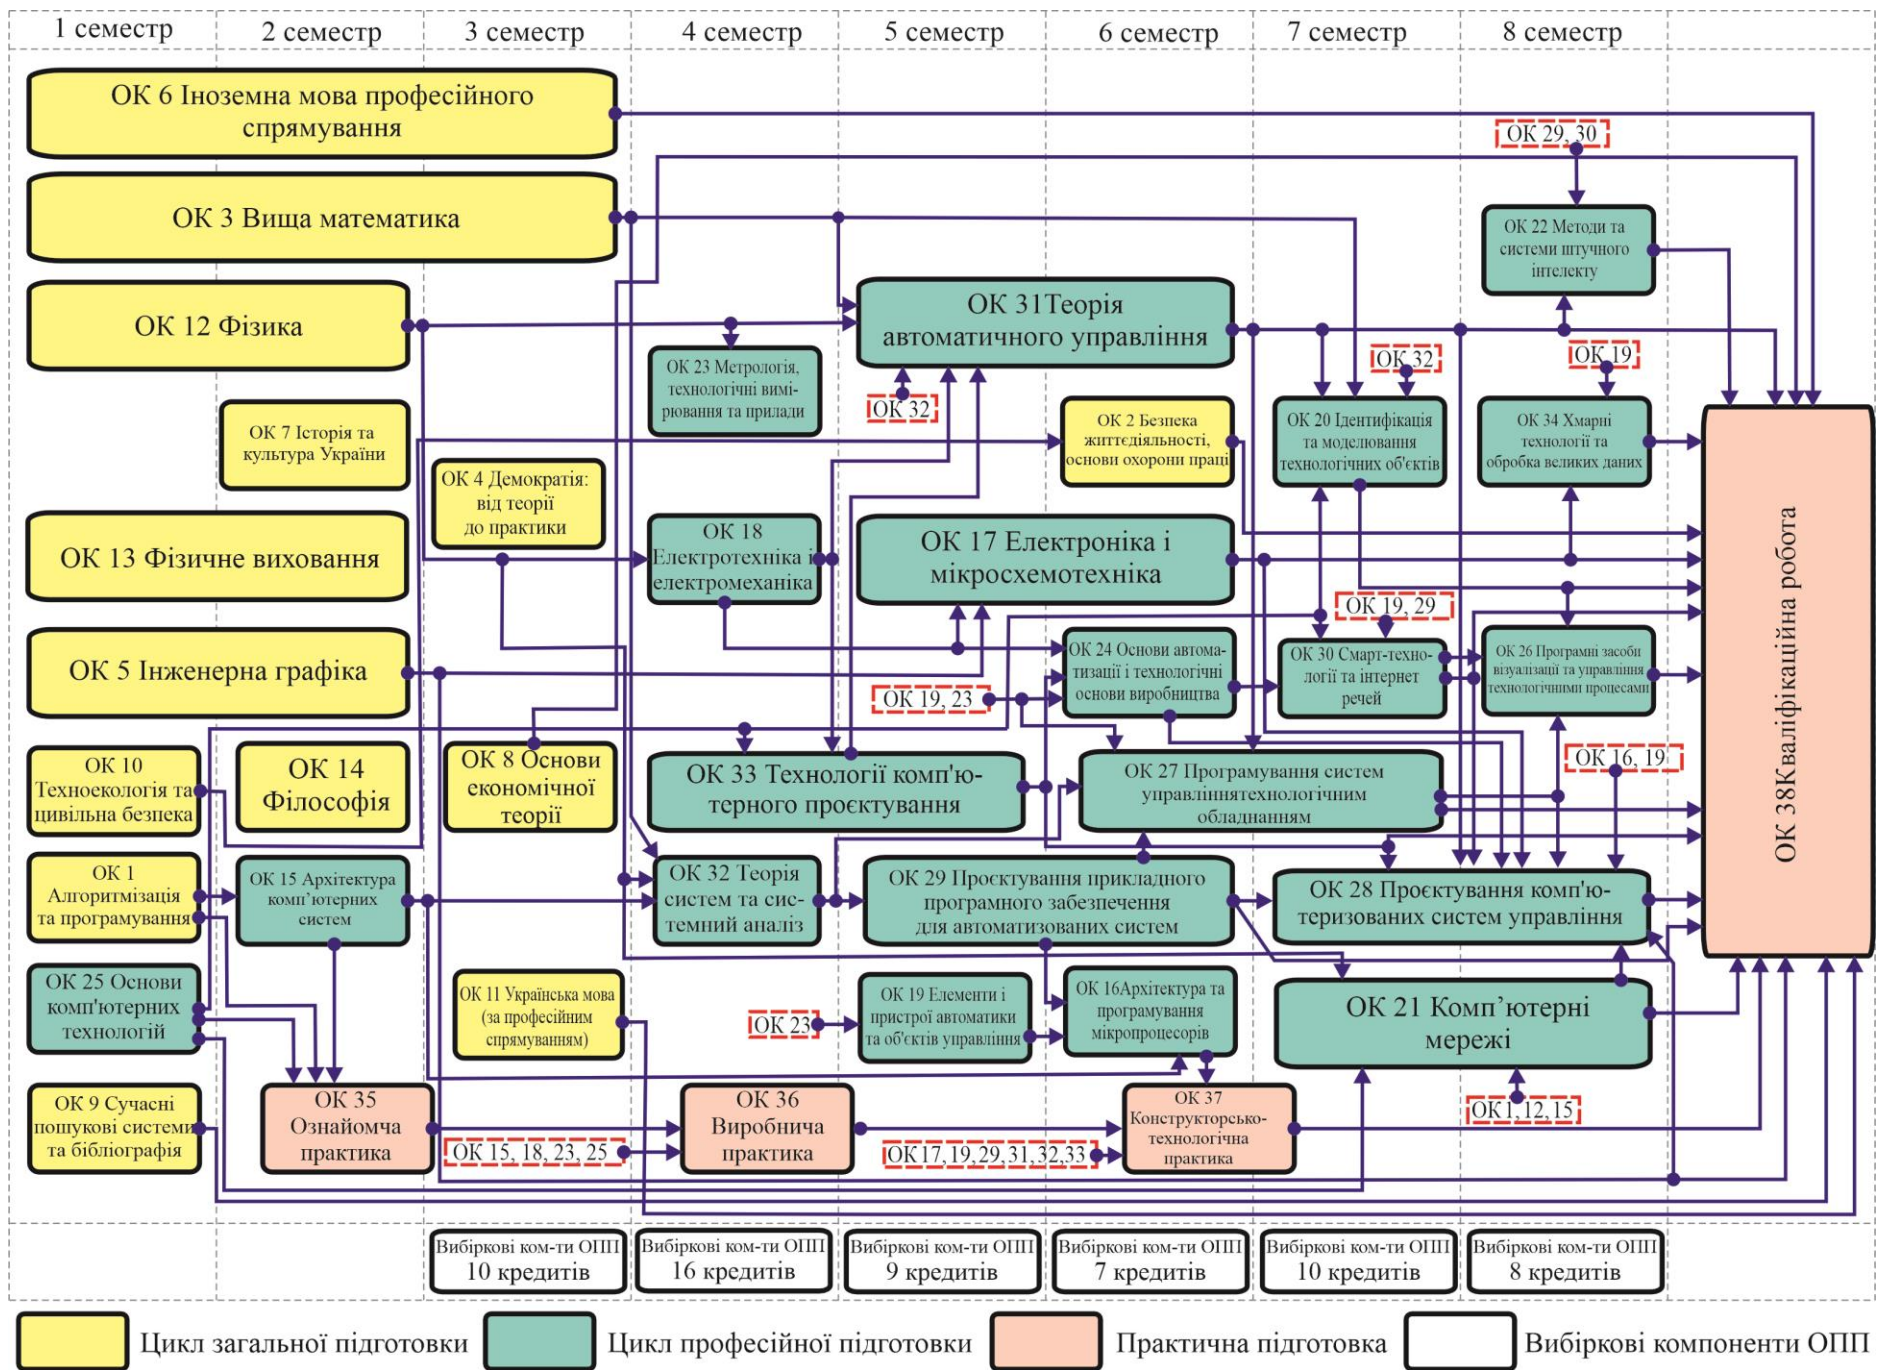 1 семестр
2 семестр
3 семестр
4 семестр
5 семестр
6 семестр
7 семестр
8 семестр
ОК 6 Іноземна мова професійного
спрямування
ОК 29, 30
ОК 3 Вища математика
ОК 22 Методи та
системи штучного
інтелекту
ОК 12 Фізика
ОК 31Теорія
автоматичного управління
ОК 23 Метрологія,
технологічні вимі-
рювання та прилади
ОК 32
ОК 32
ОК 19
ОК 7 Історія та
культура України
ОК 2 Безпека
життєдіяльності,
основи охорони праці
ОК 20 Ідентифікація
та моделювання
технологічних об'єктів
ОК 34 Хмарні
технології та
обробка великих даних
ОК 4 Демократія:
від теорії
до практики
ОК 13 Фізичне виховання
ОК 18
Електротехніка і
електромеханіка
ОК 17 Електроніка і
мікросхемотехніка
ОК 38Кваліфікаційна робота
ОК 19, 29
ОК 5 Інженерна графіка
ОК 24 Основи автома-
тизації і технологічні
основи виробництва
ОК 30 Смарт-техно-
логії та інтернет
речей
ОК 26 Програмні засоби
візуалізації та управління
технологічними процесами
ОК 19, 23
ОК 10
Техноекологія та
цивільна безпека
ОК 14
Філософія
ОК 8 Основи
економічної
теорії
ОК 33 Технології комп'ю-
терного проєктування
ОК 27 Програмування систем
управліннятехнологічним
обладнанням
ОК 16, 19
ОК 1
Алгоритмізація
та програмування
ОК 15 Архітектура
комп’ютерних
систем
ОК 32 Теорія
систем та сис-
темний аналіз
ОК 29 Проєктування прикладного
програмного забезпечення
для автоматизованих систем
ОК 28 Проєктування комп'ю-
теризованих систем управління
ОК 25 Основи
комп'ютерних
технологій
ОК 11 Українська мова
(за професійним
спрямуванням)
ОК 23
ОК 19 Елементи і
пристрої автоматики
та об'єктів управління
ОК 16Архітектура та
програмування
мікропроцесорів
ОК 21 Комп’ютерні
мережі
ОК 9 Сучасні
пошукові системи
та бібліографія
ОК 35
Ознайомча
практика
ОК 15, 18, 23, 25
ОК 36
Виробнича
практика
ОК 17, 19, 29, 31, 32, 33
ОК 37
Конструкторсько-
технологічна
практика
ОК 1, 12, 15
Вибіркові ком-ти ОПП
10 кредитів
Вибіркові ком-ти ОПП
16 кредитів
Вибіркові ком-ти ОПП
9 кредитів
Вибіркові ком-ти ОПП
7 кредитів
Вибіркові ком-ти ОПП
10 кредитів
Вибіркові ком-ти ОПП
8 кредитів
Цикл загальної підготовки
Цикл професійної підготовки
Практична підготовка
Вибіркові компоненти ОПП